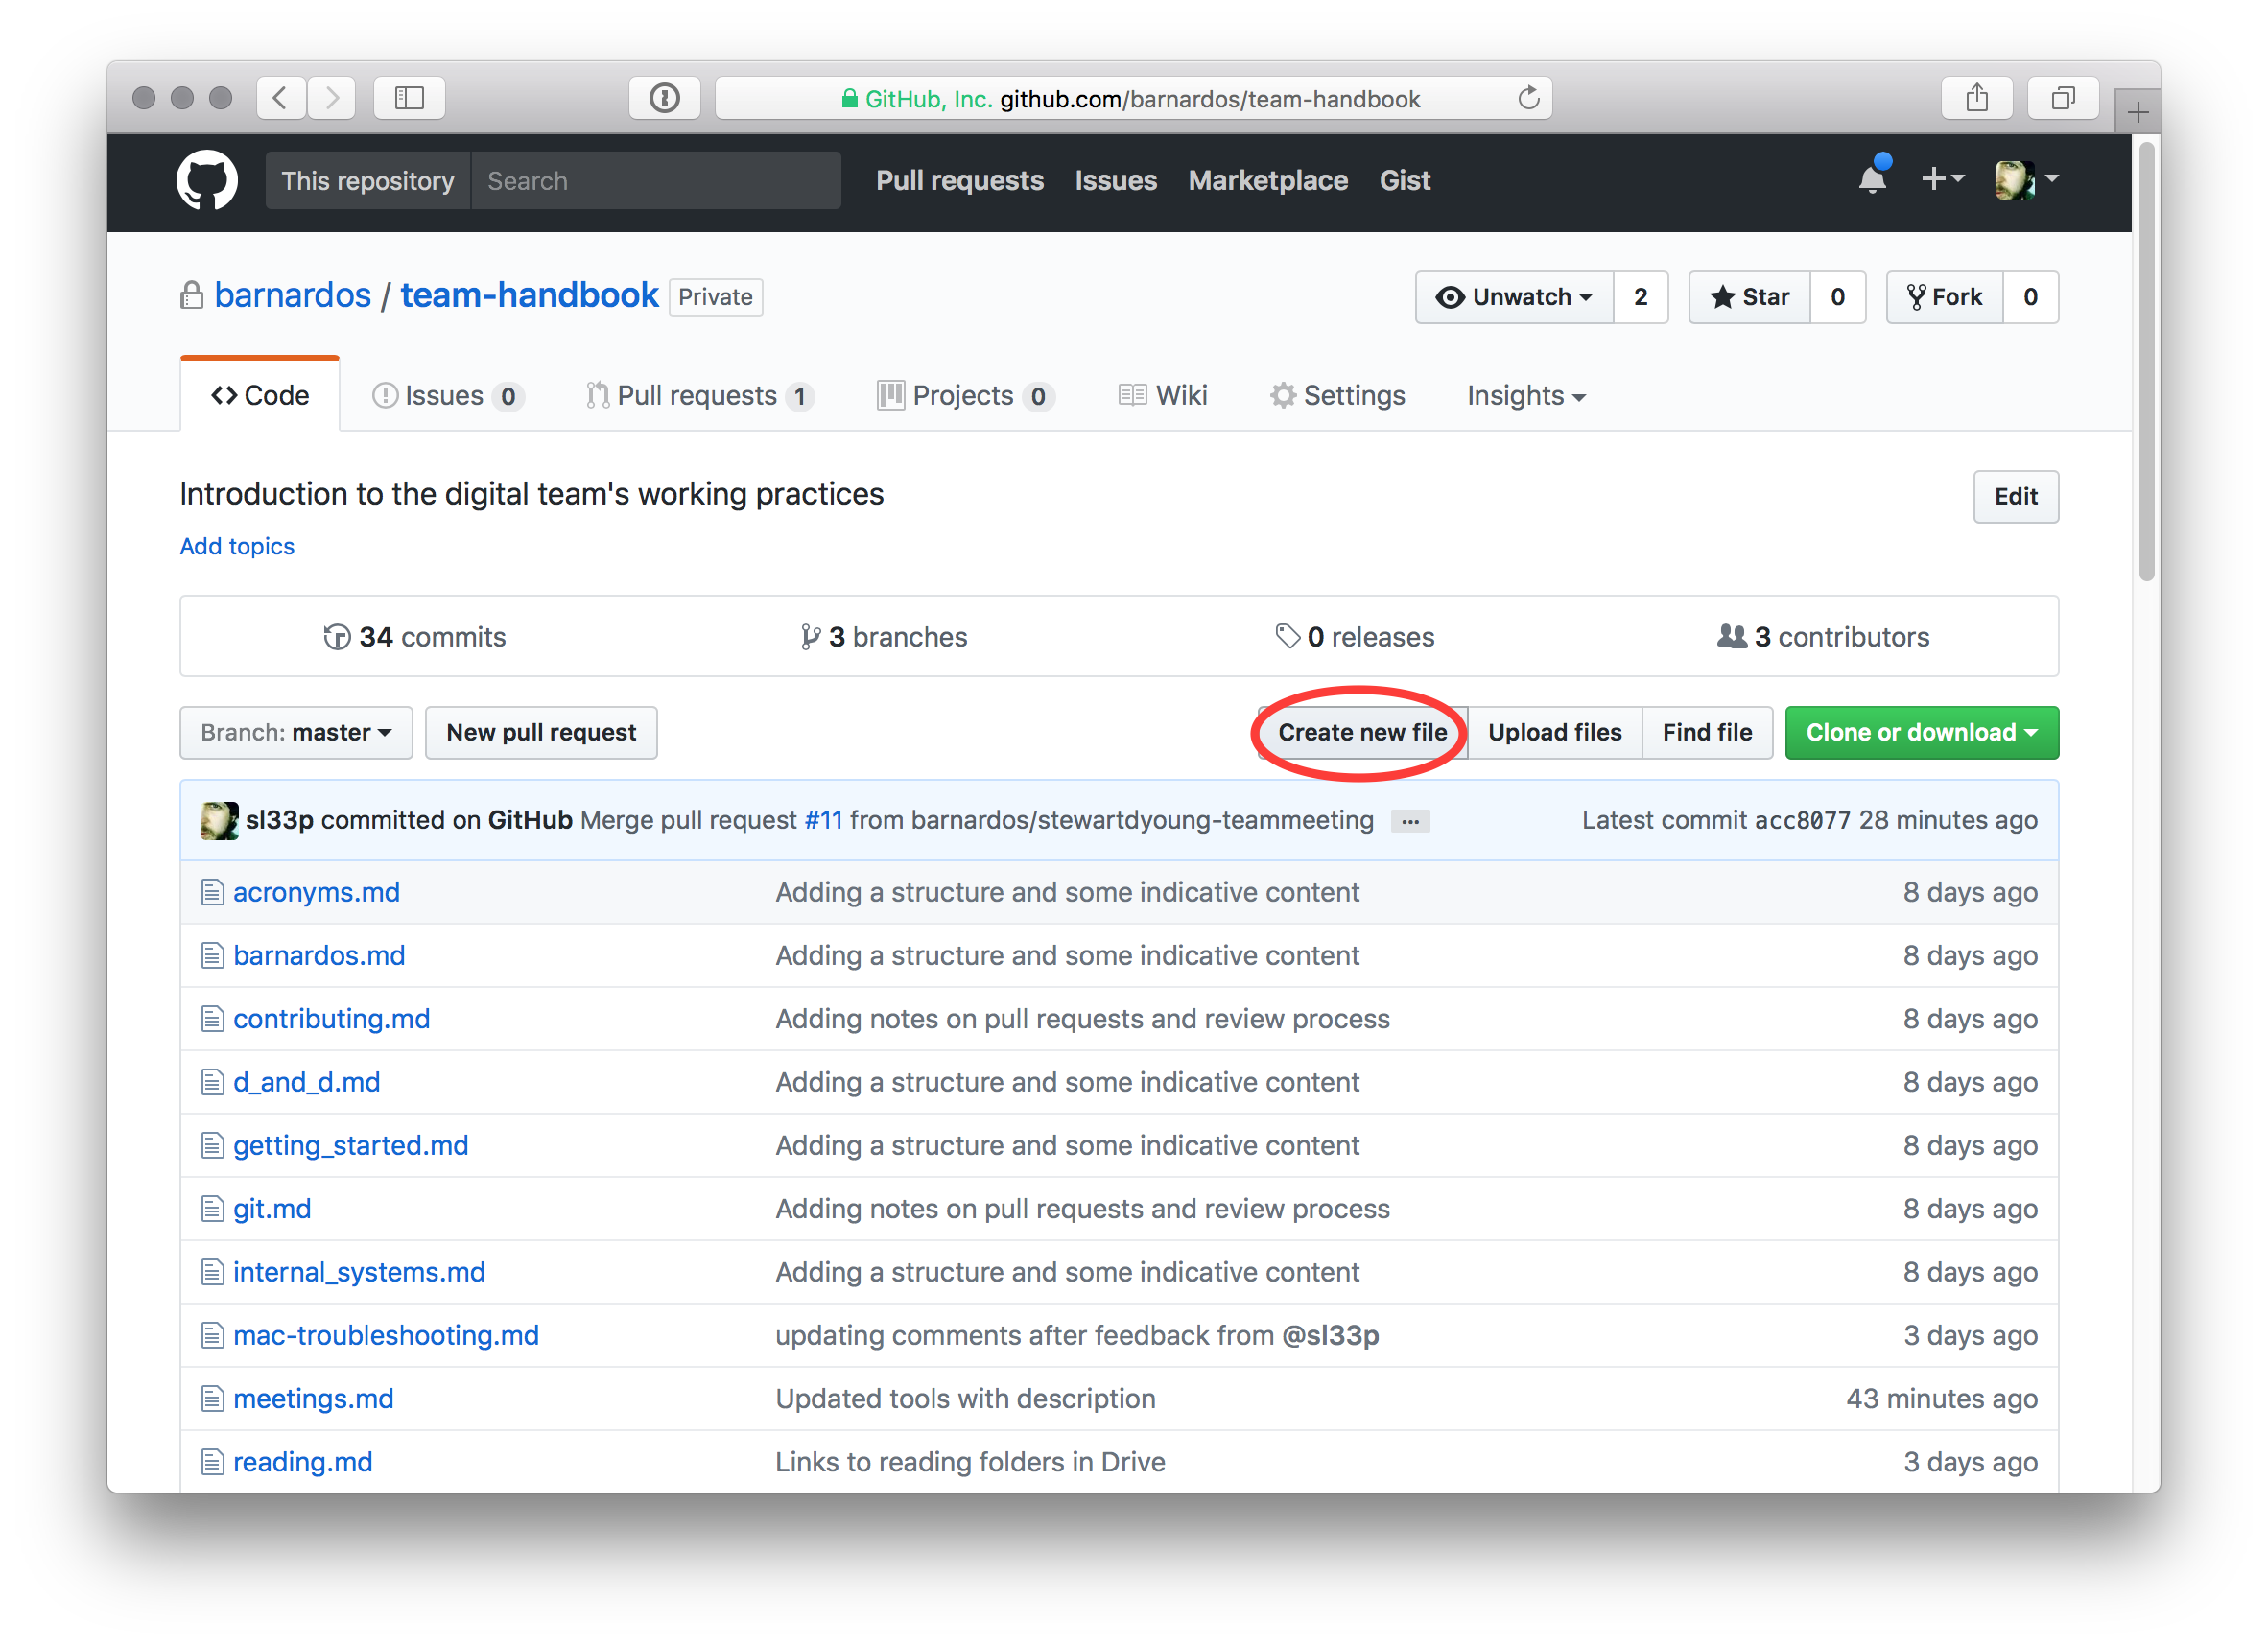 GitHub, Inc. github.com/barnardos/team-handbook
This repository Search Pull requests Issues Marketplace Gist
barnardos / team-handbook Private Unwatch 2 Star 0 Fork 0
Code Issues 0 Pull requests 1 Projects 0 Wiki Settings Insights
Introduction to the digital team's working practices Edit
Add topics
34 commits 3 branches 0 releases 3 contributors
Branch: master New pull request Create new file Upload files Find file Clone or download
sl33p committed on GitHub Merge pull request #11 from barnardos/stewartdyoung-teammeeting ... Latest commit acc8077 28 minutes ago
acronyms.md Adding a structure and some indicative content 8 days ago
barnardos.md Adding a structure and some indicative content 8 days ago
contributing.md Adding notes on pull requests and review process 8 days ago
d_and_d.md Adding a structure and some indicative content 8 days ago
getting_started.md Adding a structure and some indicative content 8 days ago
git.md Adding notes on pull requests and review process 8 days ago
internal_systems.md Adding a structure and some indicative content 8 days ago
mac-troubleshooting.md updating comments after feedback from @sl33p 3 days ago
meetings.md Updated tools with description 43 minutes ago
reading.md Links to reading folders in Drive 3 days ago